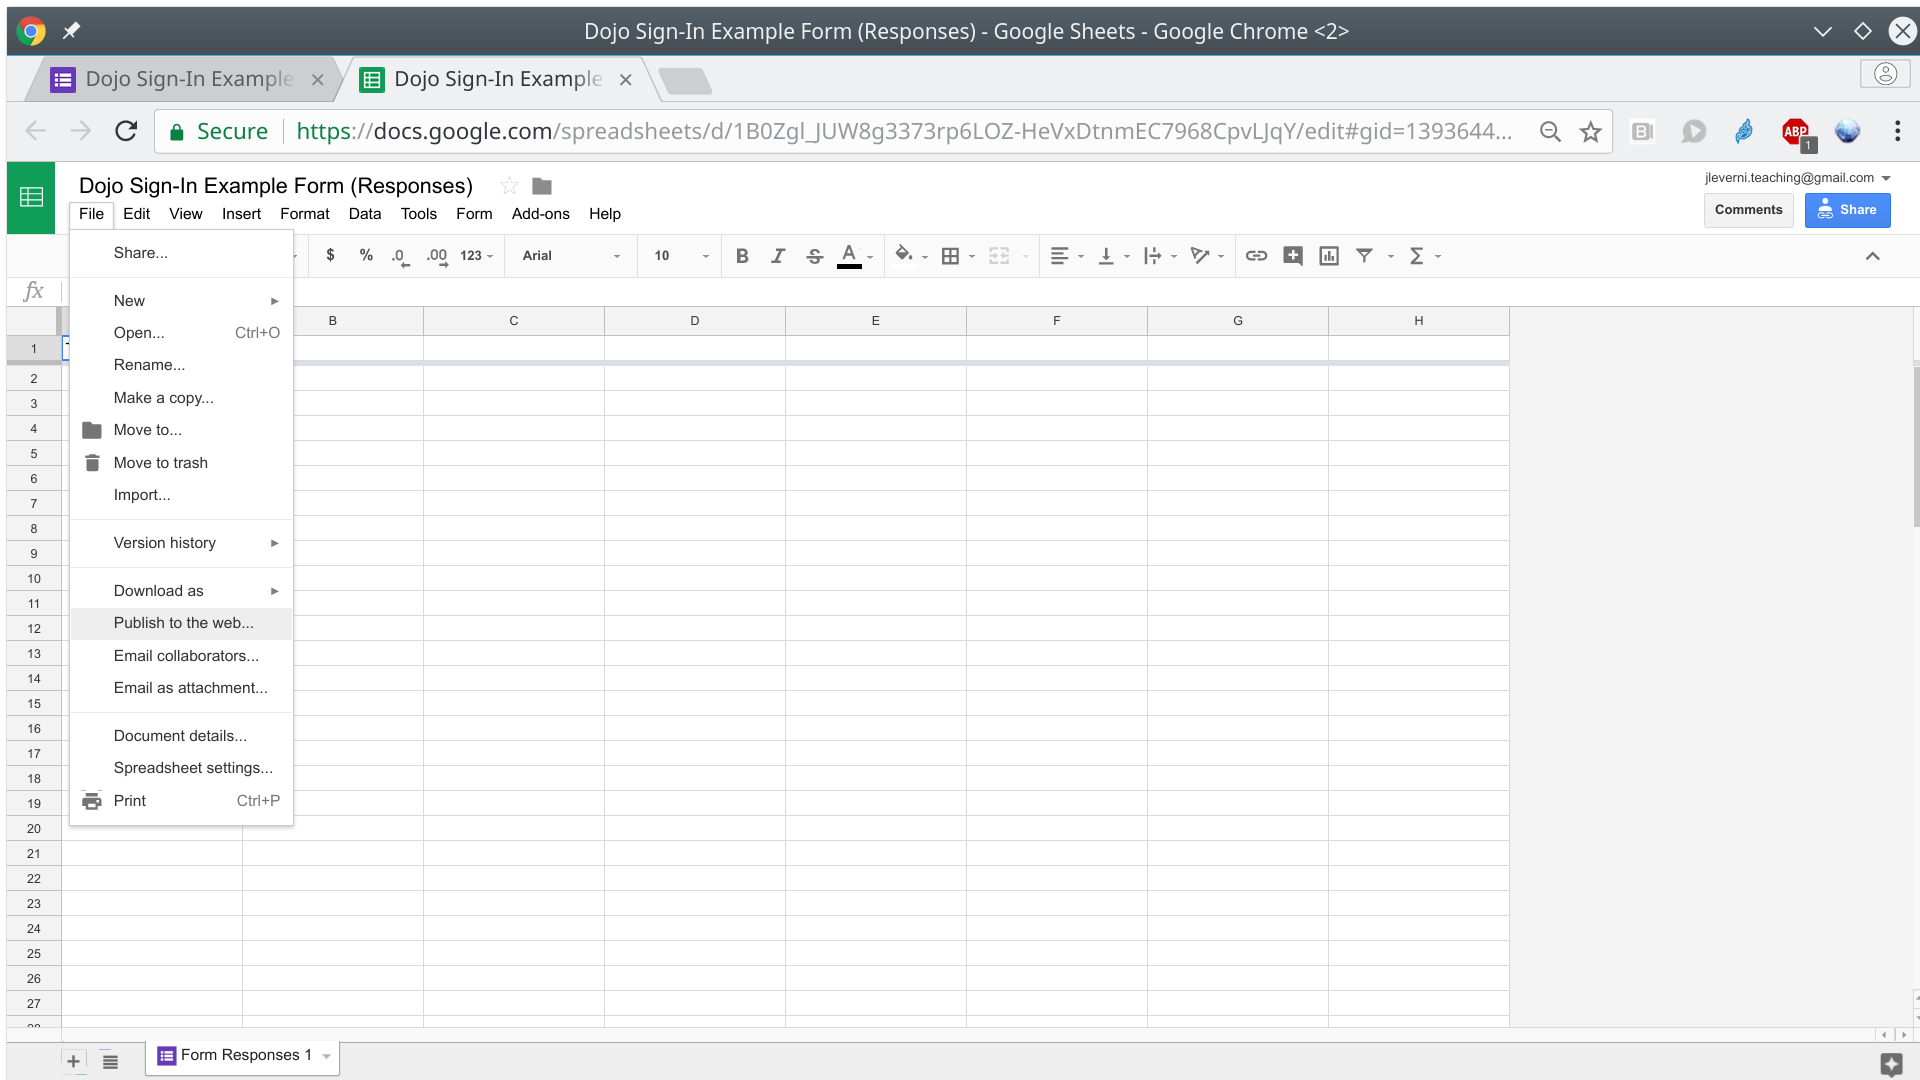 Dojo Sign-In Example Form (Responses) - Google Sheets - Google Chrome <2>
Dojo Sign-In Example
Dojo Sign-In Example
Secure
https://docs.google.com/spreadsheets/d/1B0Zgl_JUW8g3373rp6LOZ-HeVxDtnmEC7968CpvLJqY/edit#gid=1393644...
ABP
1
Dojo Sign-In Example Form (Responses)
jleverni.teaching@gmail.com
File Edit View Insert Format Data Tools Form Add-ons Help
Comments
Share
$ % .0 .00 123 Arial 10 B I S A Σ
fx
Share...
New
Open... Ctrl+O
Rename...
Make a copy...
Move to...
Move to trash
Import...
Version history
Download as
Publish to the web...
Email collaborators...
Email as attachment...
Document details...
Spreadsheet settings...
Print Ctrl+P
B C D E F G H
1
2
3
4
5
6
7
8
9
10
11
12
13
14
15
16
17
18
19
20
21
22
23
24
25
26
27
28
Form Responses 1